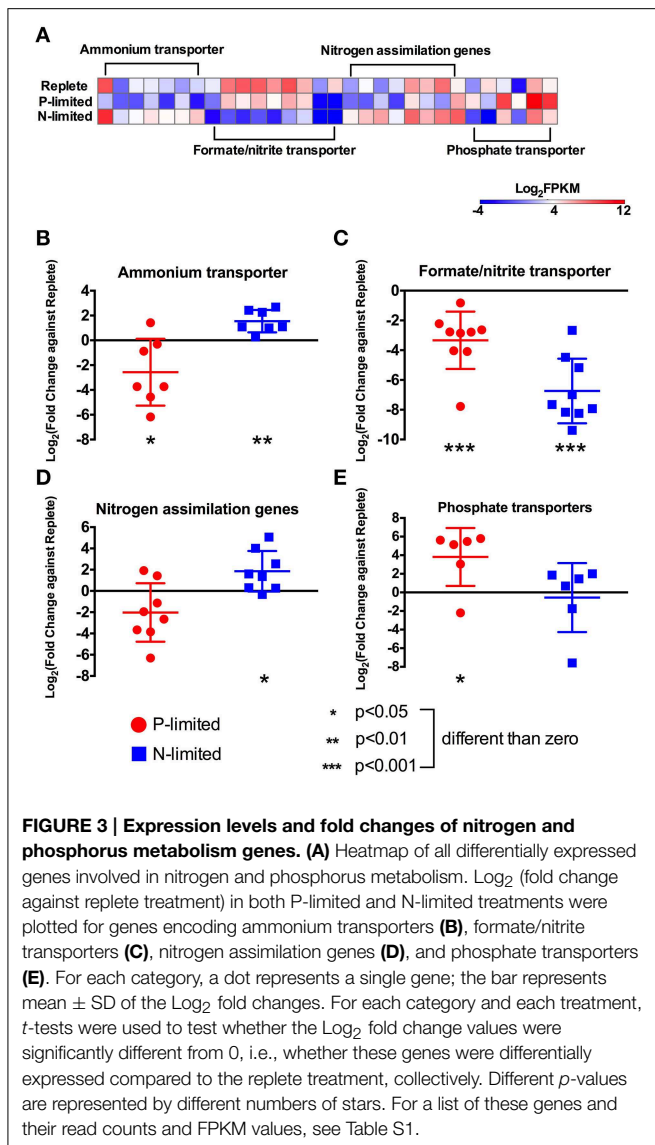 A
Ammonium transporter
Nitrogen assimilation genes
Replete
P-limited
N-limited
Formate/nitrite transporter
Phosphate transporter
Log2FPKM
-4 4 12
B
Ammonium transporter
Log2(Fold Change against Replete)
4
2
0
-2
-4
-6
-8
* **
C
Formate/nitrite transporter
Log2(Fold Change against Replete)
0
-2
-4
-6
-8
-10
*** ***
D
Nitrogen assimilation genes
Log2(Fold Change against Replete)
6
4
2
0
-2
-4
-6
-8
*
E
Phosphate transporters
Log2(Fold Change against Replete)
8
6
4
2
0
-2
-4
-6
-8
*
P-limited
N-limited
* p<0.05
** p<0.01
*** p<0.001
different than zero
FIGURE 3 | Expression levels and fold changes of nitrogen and
phosphorus metabolism genes. (A) Heatmap of all differentially expressed
genes involved in nitrogen and phosphorus metabolism. Log2 (fold change
against replete treatment) in both P-limited and N-limited treatments were
plotted for genes encoding ammonium transporters (B), formate/nitrite
transporters (C), nitrogen assimilation genes (D), and phosphate transporters
(E). For each category, a dot represents a single gene; the bar represents
mean ± SD of the Log2 fold changes. For each category and each treatment,
t-tests were used to test whether the Log2 fold change values were
significantly different from 0, i.e., whether these genes were differentially
expressed compared to the replete treatment, collectively. Different p-values
are represented by different numbers of stars. For a list of these genes and
their read counts and FPKM values, see Table S1.